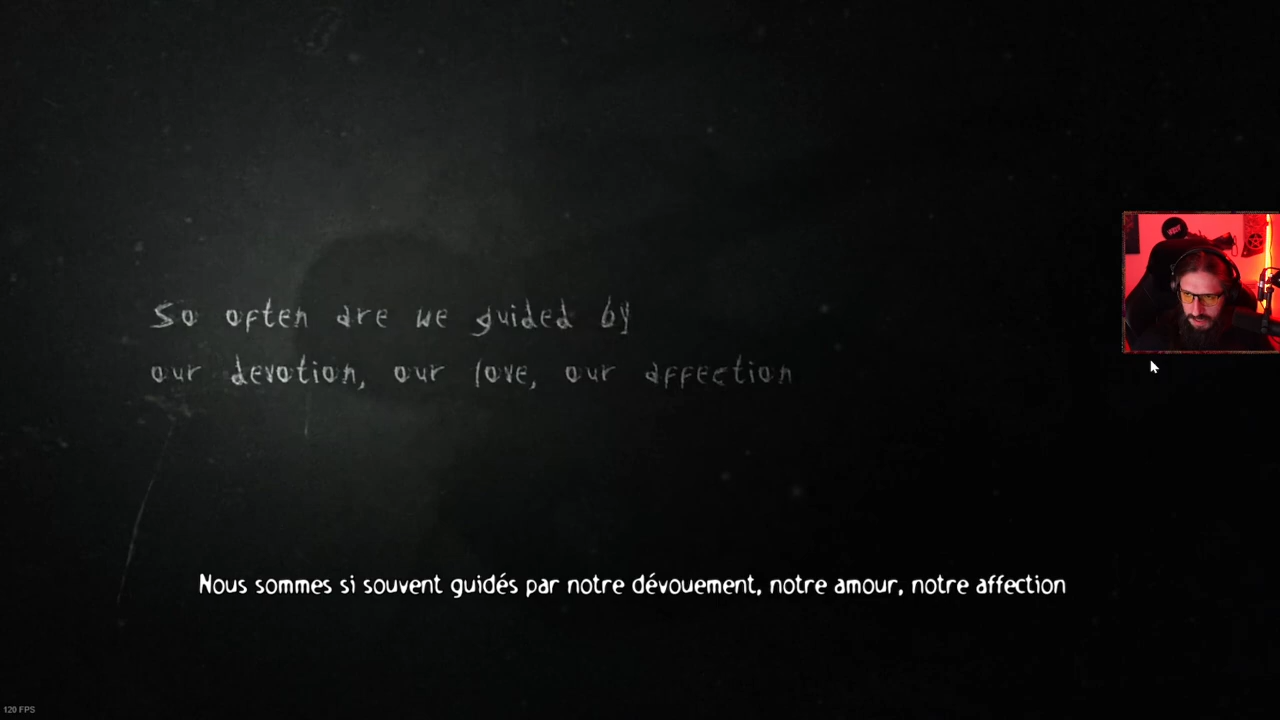 So often are we guided by
our devotion, our love, our affection
Nous sommes si souvent guidés par notre dévouement, notre amour, notre affection
120 FPS